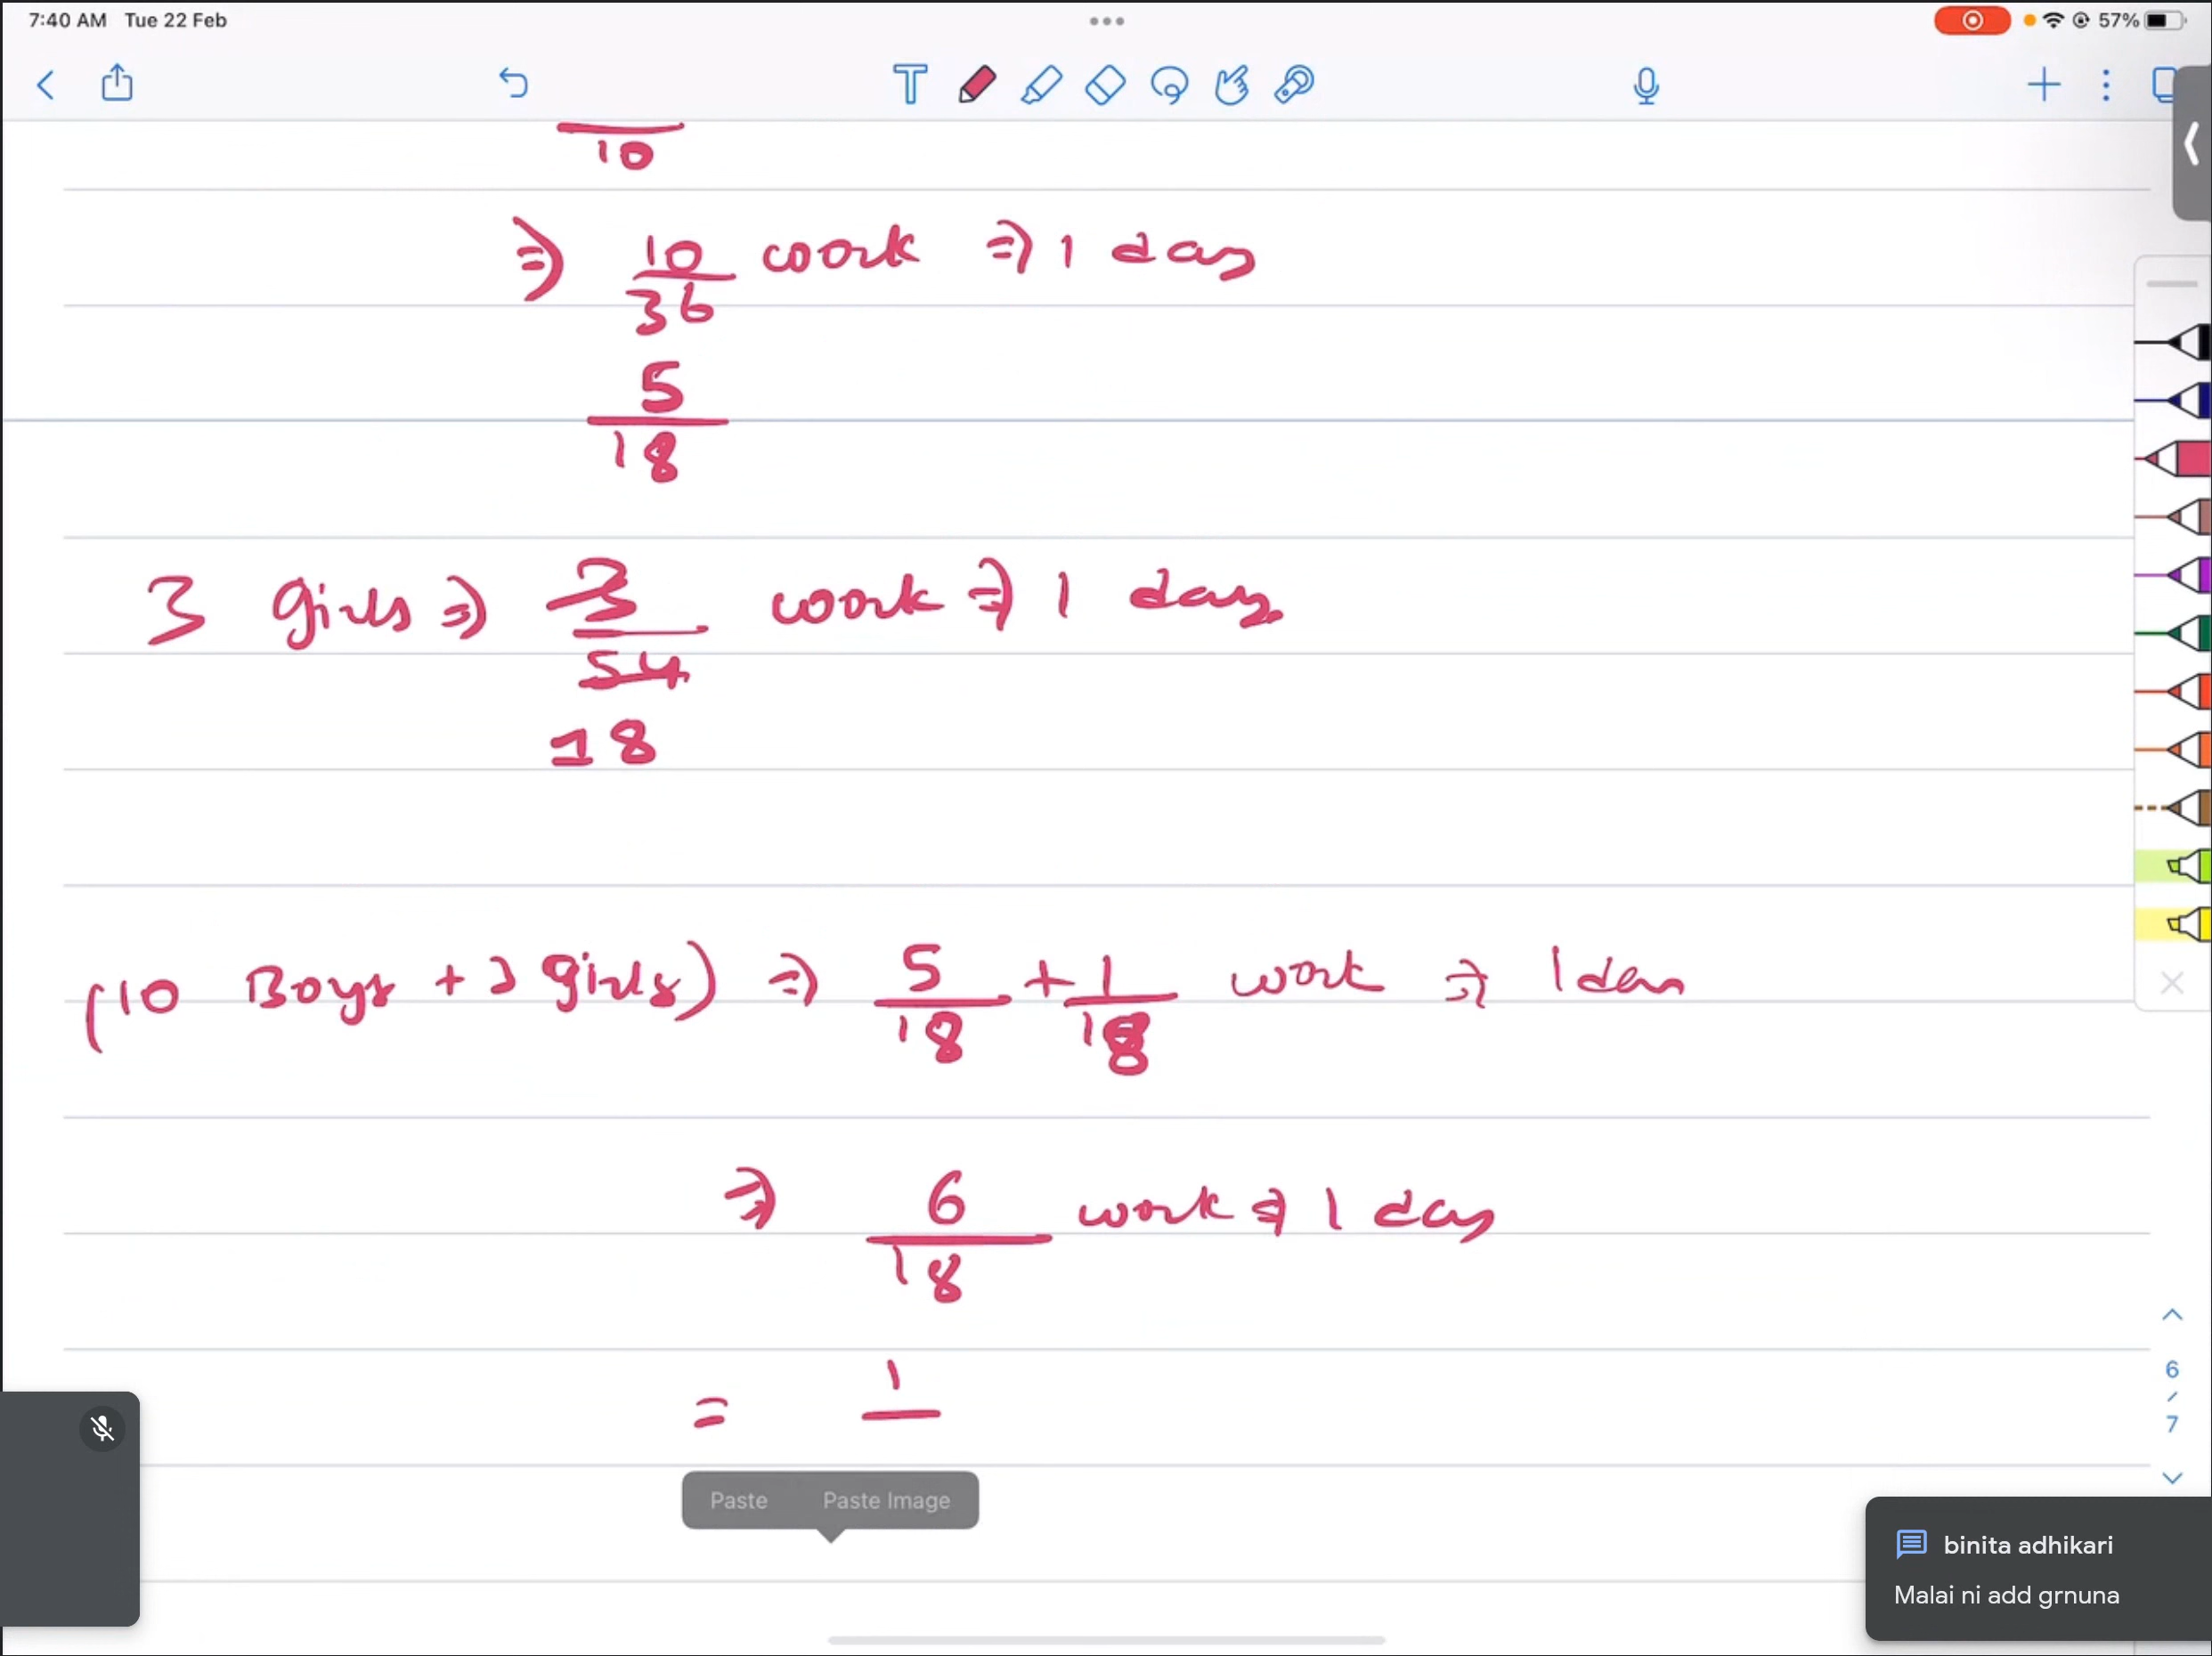 7:40 AM Tue 22 Feb
57%
T
10
⇒ 10/36 work ⇒ 1 day
5/18
3 girls ⇒ 3/54 work ⇒ 1 day
18
(10 Boys + 3 girls) ⇒ 5/18 + 1/18 work ⇒ 1 day
⇒ 6/18 work ⇒ 1 day
= 1
6
/
7
Paste Paste Image
binita adhikari
Malai ni add grnuna